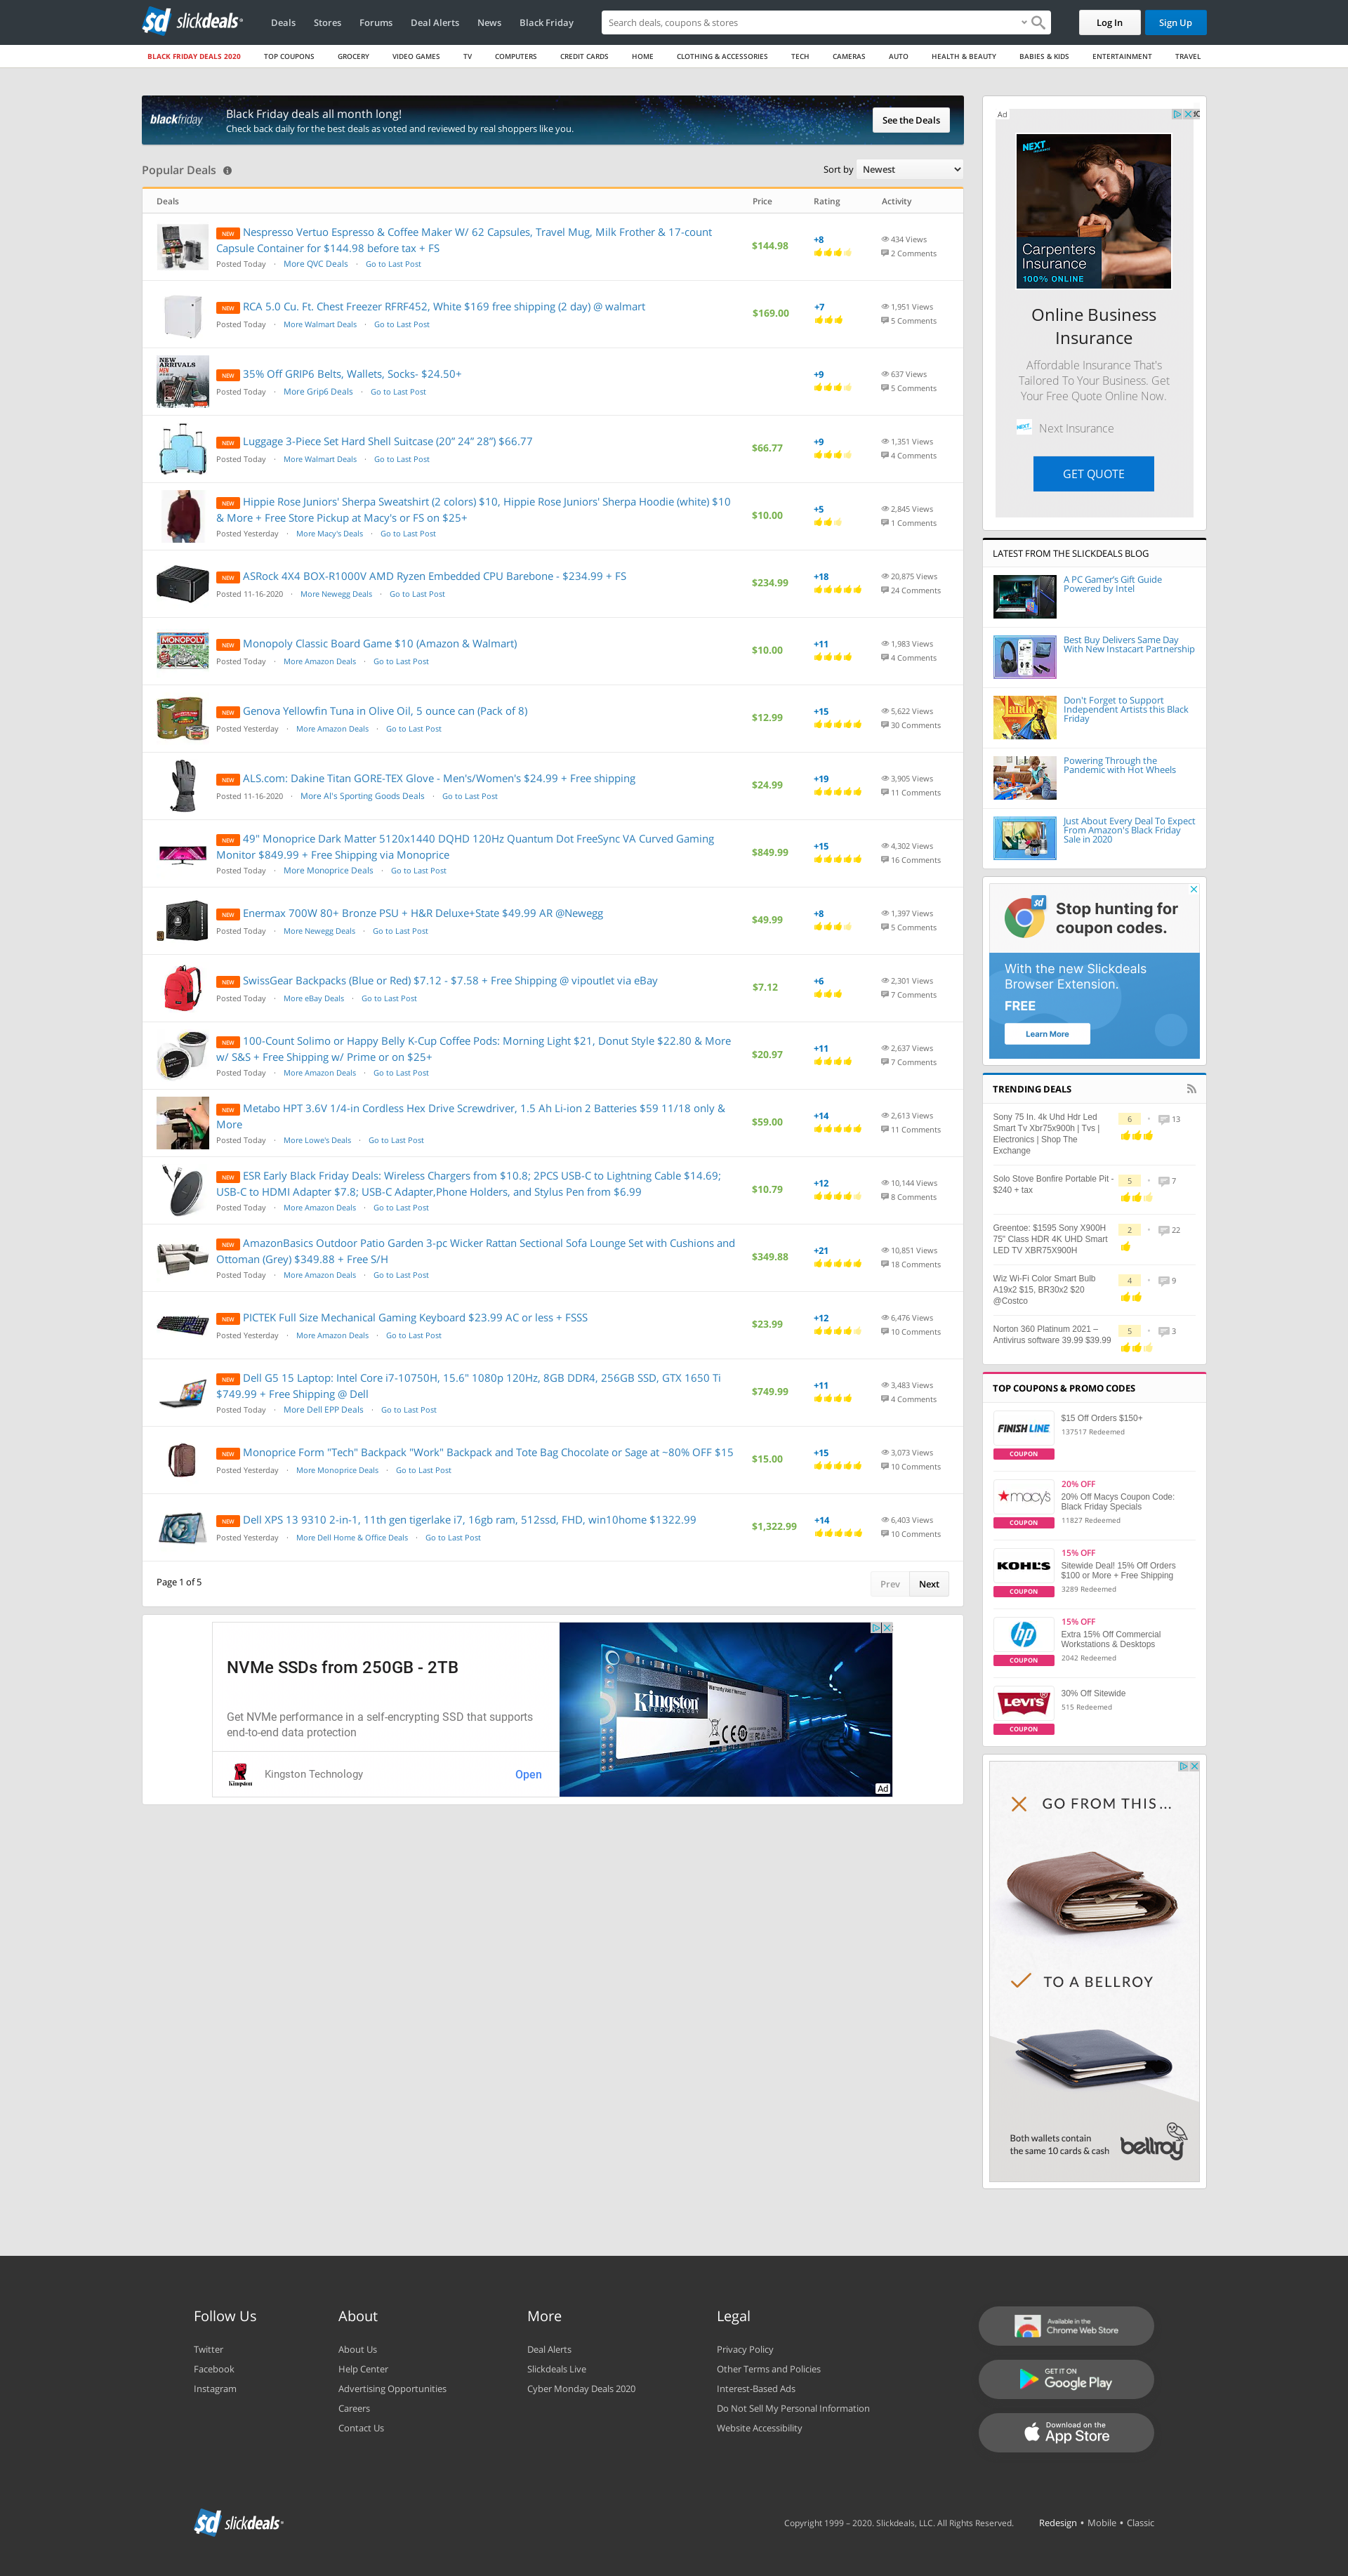 slickdeals
Deals
Stores
Forums
Deal Alerts
News
Black Friday
Search deals, coupons & stores
Log In
Sign Up
BLACK FRIDAY DEALS 2020
TOP COUPONS
GROCERY
VIDEO GAMES
TV
COMPUTERS
CREDIT CARDS
HOME
CLOTHING & ACCESSORIES
TECH
CAMERAS
AUTO
HEALTH & BEAUTY
BABIES & KIDS
ENTERTAINMENT
TRAVEL
blackfriday
Black Friday deals all month long!
Check back daily for the best deals as voted and reviewed by real shoppers like you.
See the Deals
Popular Deals
Sort by Newest
Deals Price Rating Activity
NEW Nespresso Vertuo Espresso & Coffee Maker W/ 62 Capsules, Travel Mug, Milk Frother & 17-count
Capsule Container for $144.98 before tax + FS
Posted Today · More QVC Deals · Go to Last Post
$144.98
+8
434 Views
2 Comments
NEW RCA 5.0 Cu. Ft. Chest Freezer RFRF452, White $169 free shipping (2 day) @ walmart
Posted Today · More Walmart Deals · Go to Last Post
$169.00
+7
1,951 Views
5 Comments
NEW ARRIVALS
NEW 35% Off GRIP6 Belts, Wallets, Socks- $24.50+
Posted Today · More Grip6 Deals · Go to Last Post
+9
637 Views
5 Comments
NEW Luggage 3-Piece Set Hard Shell Suitcase (20” 24” 28”) $66.77
Posted Today · More Walmart Deals · Go to Last Post
$66.77
+9
1,351 Views
4 Comments
NEW Hippie Rose Juniors' Sherpa Sweatshirt (2 colors) $10, Hippie Rose Juniors' Sherpa Hoodie (white) $10
& More + Free Store Pickup at Macy's or FS on $25+
Posted Yesterday · More Macy's Deals · Go to Last Post
$10.00
+5
2,845 Views
1 Comments
NEW ASRock 4X4 BOX-R1000V AMD Ryzen Embedded CPU Barebone - $234.99 + FS
Posted 11-16-2020 · More Newegg Deals · Go to Last Post
$234.99
+18
20,875 Views
24 Comments
MONOPOLY
NEW Monopoly Classic Board Game $10 (Amazon & Walmart)
Posted Today · More Amazon Deals · Go to Last Post
$10.00
+11
1,983 Views
4 Comments
NEW Genova Yellowfin Tuna in Olive Oil, 5 ounce can (Pack of 8)
Posted Yesterday · More Amazon Deals · Go to Last Post
$12.99
+15
5,622 Views
30 Comments
NEW ALS.com: Dakine Titan GORE-TEX Glove - Men's/Women's $24.99 + Free shipping
Posted 11-16-2020 · More Al's Sporting Goods Deals · Go to Last Post
$24.99
+19
3,905 Views
11 Comments
NEW 49" Monoprice Dark Matter 5120x1440 DQHD 120Hz Quantum Dot FreeSync VA Curved Gaming
Monitor $849.99 + Free Shipping via Monoprice
Posted Today · More Monoprice Deals · Go to Last Post
$849.99
+15
4,302 Views
16 Comments
NEW Enermax 700W 80+ Bronze PSU + H&R Deluxe+State $49.99 AR @Newegg
Posted Today · More Newegg Deals · Go to Last Post
$49.99
+8
1,397 Views
5 Comments
NEW SwissGear Backpacks (Blue or Red) $7.12 - $7.58 + Free Shipping @ vipoutlet via eBay
Posted Today · More eBay Deals · Go to Last Post
$7.12
+6
2,301 Views
7 Comments
NEW 100-Count Solimo or Happy Belly K-Cup Coffee Pods: Morning Light $21, Donut Style $22.80 & More
w/ S&S + Free Shipping w/ Prime or on $25+
Posted Today · More Amazon Deals · Go to Last Post
$20.97
+11
2,637 Views
7 Comments
NEW Metabo HPT 3.6V 1/4-in Cordless Hex Drive Screwdriver, 1.5 Ah Li-ion 2 Batteries $59 11/18 only &
More
Posted Today · More Lowe's Deals · Go to Last Post
$59.00
+14
2,613 Views
11 Comments
NEW ESR Early Black Friday Deals: Wireless Chargers from $10.8; 2PCS USB-C to Lightning Cable $14.69;
USB-C to HDMI Adapter $7.8; USB-C Adapter,Phone Holders, and Stylus Pen from $6.99
Posted Today · More Amazon Deals · Go to Last Post
$10.79
+12
10,144 Views
8 Comments
NEW AmazonBasics Outdoor Patio Garden 3-pc Wicker Rattan Sectional Sofa Lounge Set with Cushions and
Ottoman (Grey) $349.88 + Free S/H
Posted Today · More Amazon Deals · Go to Last Post
$349.88
+21
10,851 Views
18 Comments
NEW PICTEK Full Size Mechanical Gaming Keyboard $23.99 AC or less + FSSS
Posted Yesterday · More Amazon Deals · Go to Last Post
$23.99
+12
6,476 Views
10 Comments
NEW Dell G5 15 Laptop: Intel Core i7-10750H, 15.6" 1080p 120Hz, 8GB DDR4, 256GB SSD, GTX 1650 Ti
$749.99 + Free Shipping @ Dell
Posted Today · More Dell EPP Deals · Go to Last Post
$749.99
+11
3,483 Views
4 Comments
NEW Monoprice Form "Tech" Backpack "Work" Backpack and Tote Bag Chocolate or Sage at ~80% OFF $15
Posted Yesterday · More Monoprice Deals · Go to Last Post
$15.00
+15
3,073 Views
10 Comments
NEW Dell XPS 13 9310 2-in-1, 11th gen tigerlake i7, 16gb ram, 512ssd, FHD, win10home $1322.99
Posted Yesterday · More Dell Home & Office Deals · Go to Last Post
$1,322.99
+14
6,403 Views
10 Comments
Page 1 of 5
Prev
Next
NVMe SSDs from 250GB - 2TB
Get NVMe performance in a self-encrypting SSD that supports
end-to-end data protection
Kingston
Kingston Technology
Open
Kingston
TECHNOLOGY
Warranty Void If Removed
Ad
Ad
NEXT
Carpenters
Insurance
100% ONLINE
Online Business
Insurance
Affordable Insurance That's
Tailored To Your Business. Get
Your Free Quote Online Now.
NEXT
Next Insurance
GET QUOTE
LATEST FROM THE SLICKDEALS BLOG
A PC Gamer’s Gift Guide
Powered by Intel
Best Buy Delivers Same Day
With New Instacart Partnership
Don't Forget to Support
Independent Artists this Black
Friday
Powering Through the
Pandemic with Hot Wheels
Just About Every Deal To Expect
From Amazon's Black Friday
Sale in 2020
Stop hunting for
coupon codes.
With the new Slickdeals
Browser Extension.
FREE
Learn More
TRENDING DEALS
Sony 75 In. 4k Uhd Hdr Led
Smart Tv Xbr75x900h | Tvs |
Electronics | Shop The
Exchange
6 • 13
Solo Stove Bonfire Portable Pit -
$240 + tax
5 • 7
Greentoe: $1595 Sony X900H
75" Class HDR 4K UHD Smart
LED TV XBR75X900H
2 • 22
Wiz Wi-Fi Color Smart Bulb
A19x2 $15, BR30x2 $20
@Costco
4 • 9
Norton 360 Platinum 2021 –
Antivirus software 39.99 $39.99
5 • 3
TOP COUPONS & PROMO CODES
FINISH LINE
COUPON
$15 Off Orders $150+
137517 Redeemed
macy's
COUPON
20% OFF
20% Off Macys Coupon Code:
Black Friday Specials
11827 Redeemed
KOHL'S
COUPON
15% OFF
Sitewide Deal! 15% Off Orders
$100 or More + Free Shipping
3289 Redeemed
hp
COUPON
15% OFF
Extra 15% Off Commercial
Workstations & Desktops
2042 Redeemed
LEVI'S
COUPON
30% Off Sitewide
515 Redeemed
GO FROM THIS...
TO A BELLROY
Both wallets contain
the same 10 cards & cash
bellroy
Follow Us
Twitter
Facebook
Instagram
About
About Us
Help Center
Advertising Opportunities
Careers
Contact Us
More
Deal Alerts
Slickdeals Live
Cyber Monday Deals 2020
Legal
Privacy Policy
Other Terms and Policies
Interest-Based Ads
Do Not Sell My Personal Information
Website Accessibility
Available in the
Chrome Web Store
GET IT ON
Google Play
Download on the
App Store
slickdeals
Copyright 1999 – 2020. Slickdeals, LLC. All Rights Reserved.
Redesign • Mobile • Classic